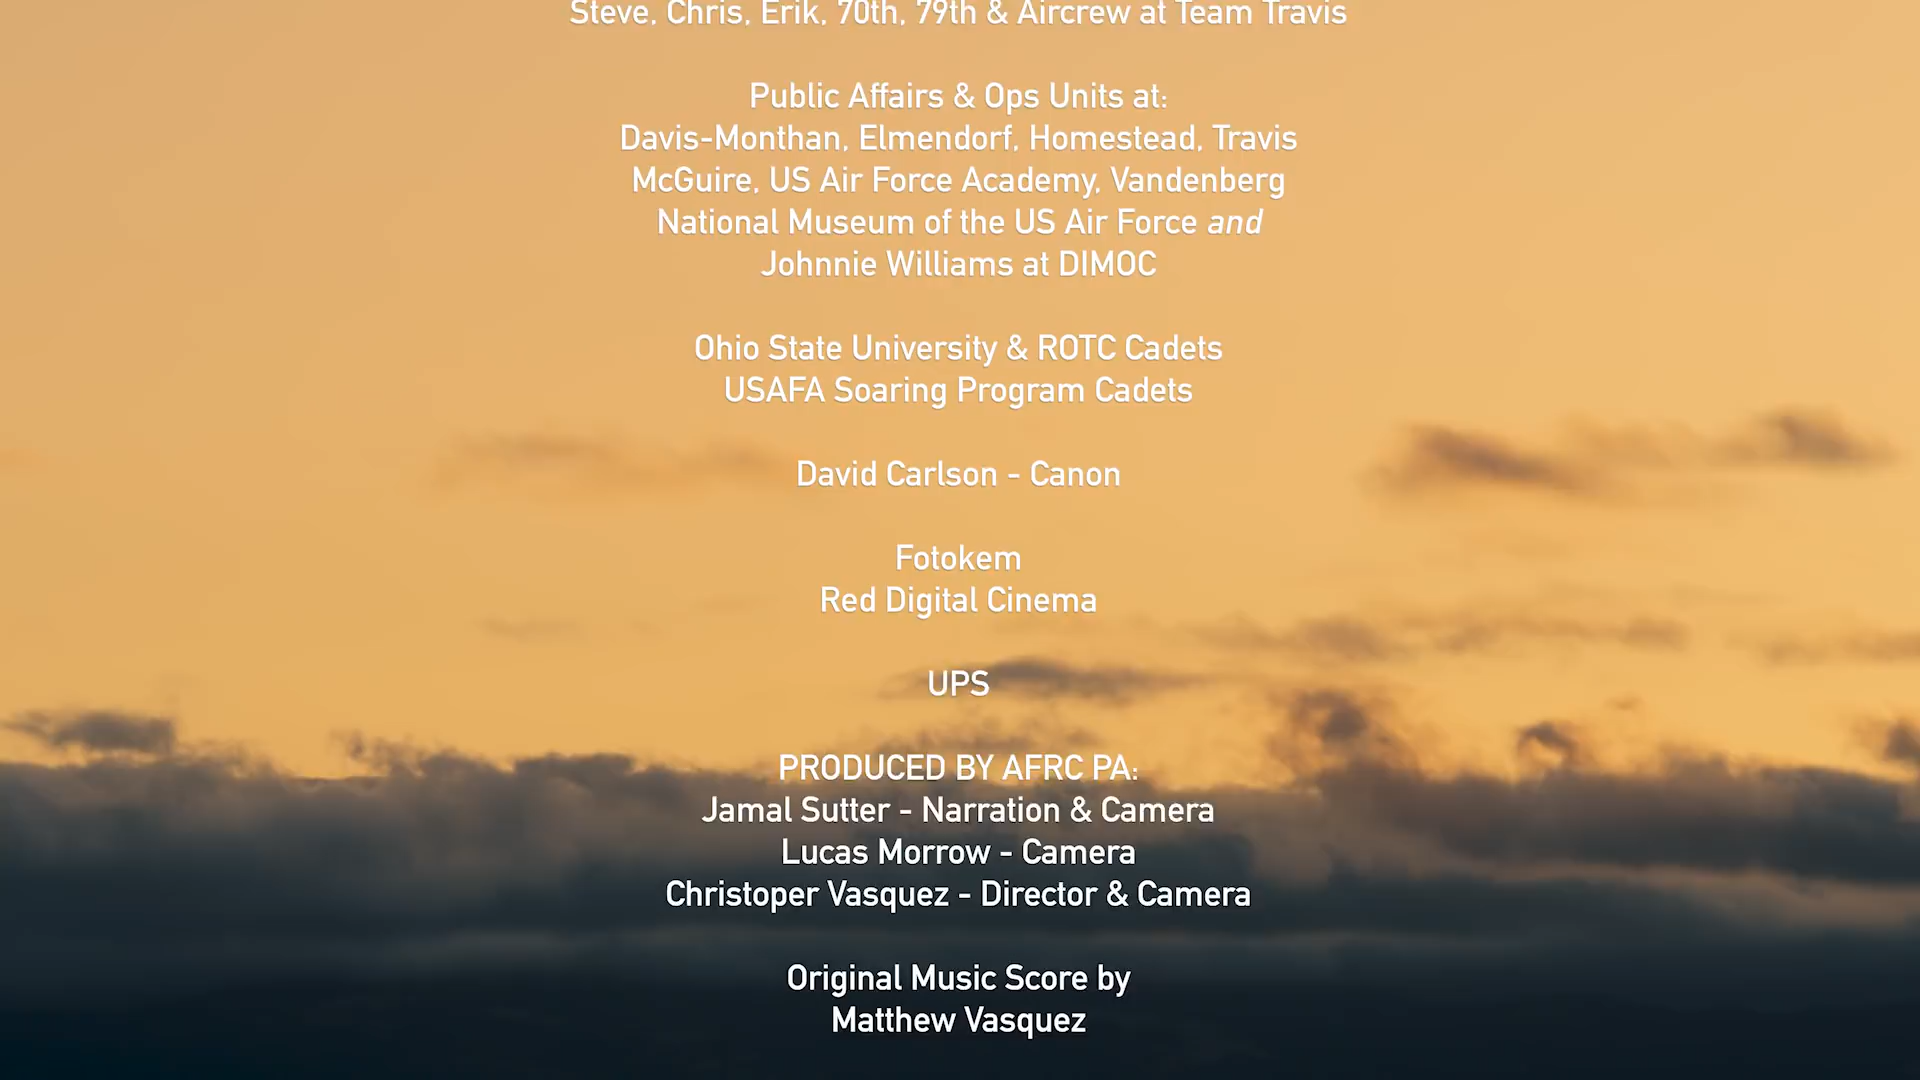 Steve, Chris, Erik, 70th, 79th & Aircrew at Team Travis
Public Affairs & Ops Units at:
Davis-Monthan, Elmendorf, Homestead, Travis
McGuire, US Air Force Academy, Vandenberg
National Museum of the US Air Force and
Johnnie Williams at DIMOC
Ohio State University & ROTC Cadets
USAFA Soaring Program Cadets
David Carlson - Canon
Fotokem
Red Digital Cinema
UPS
PRODUCED BY AFRC PA:
Jamal Sutter - Narration & Camera
Lucas Morrow - Camera
Christoper Vasquez - Director & Camera
Original Music Score by
Matthew Vasquez